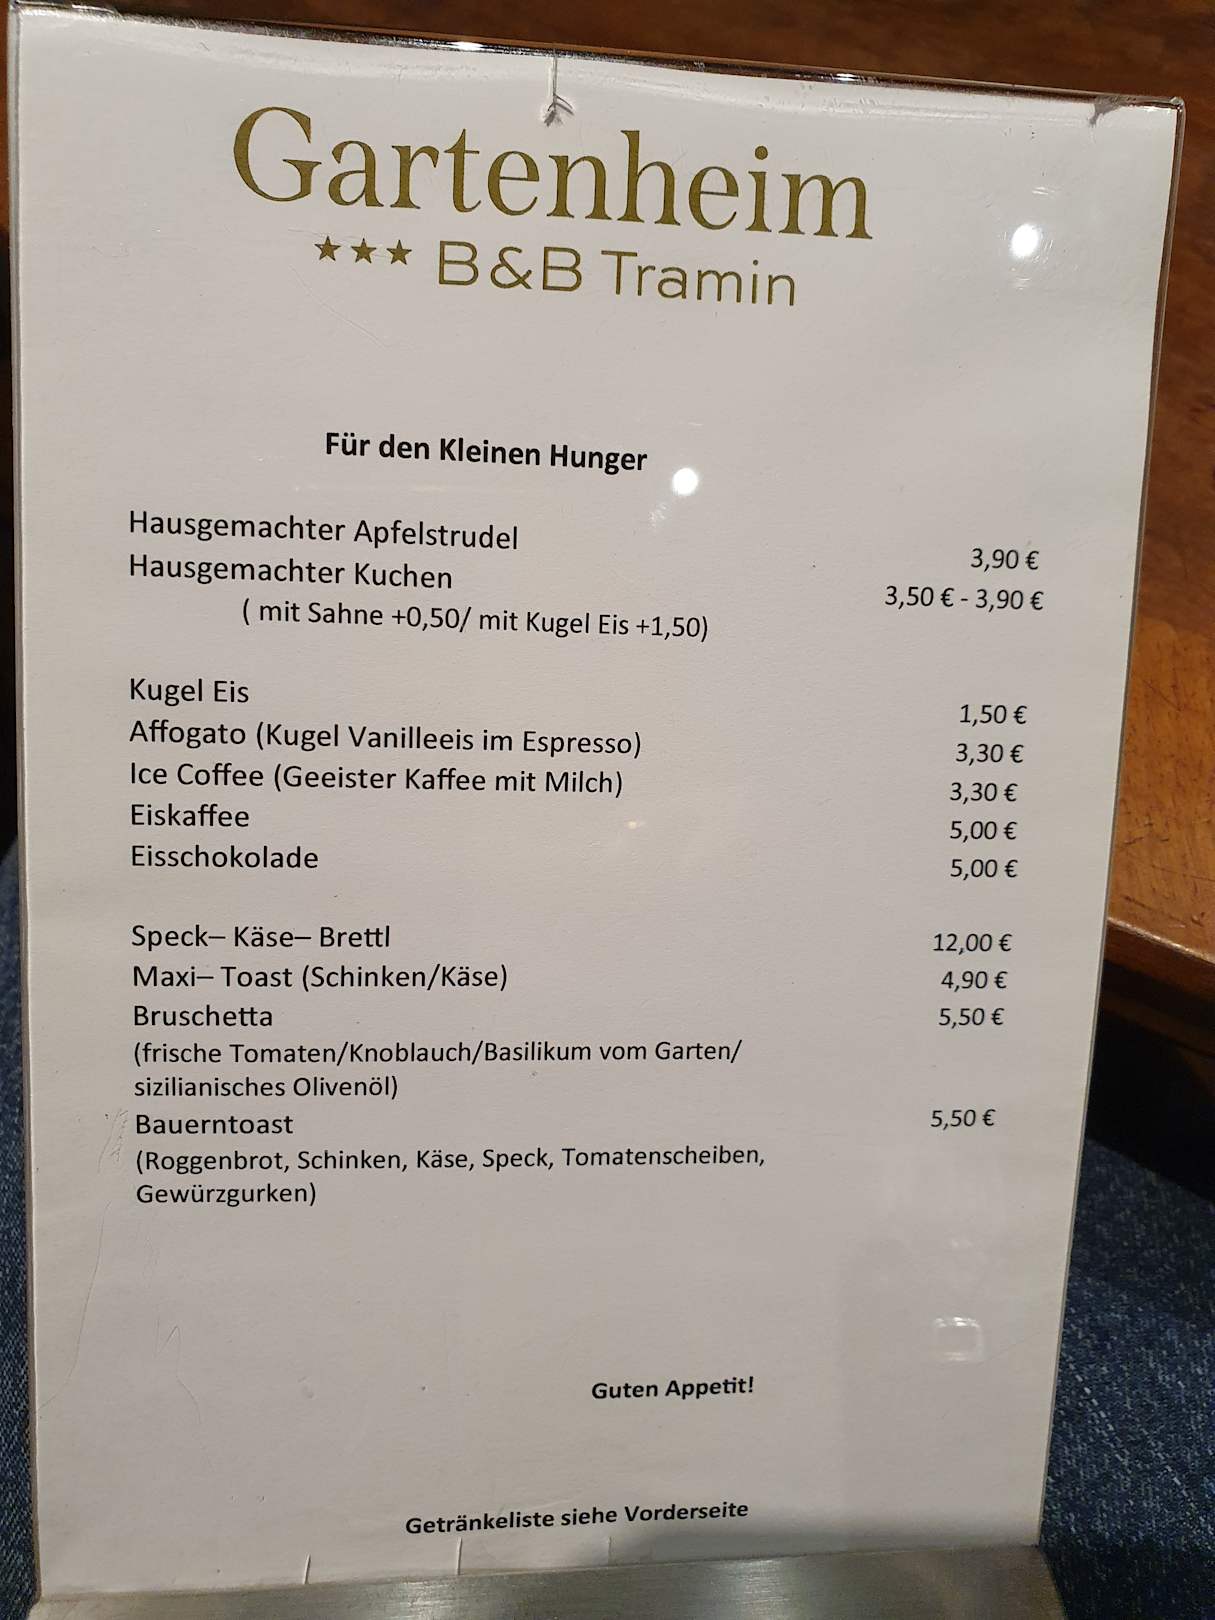 Gartenheim
★★★ B&B Tramin
Für den Kleinen Hunger
Hausgemachter Apfelstrudel 3,90 €
Hausgemachter Kuchen 3,50 € - 3,90 €
( mit Sahne +0,50/ mit Kugel Eis +1,50)
Kugel Eis 1,50 €
Affogato (Kugel Vanilleeis im Espresso) 3,30 €
Ice Coffee (Geeister Kaffee mit Milch) 3,30 €
Eiskaffee 5,00 €
Eisschokolade 5,00 €
Speck– Käse– Brettl 12,00 €
Maxi– Toast (Schinken/Käse) 4,90 €
Bruschetta 5,50 €
(frische Tomaten/Knoblauch/Basilikum vom Garten/
sizilianisches Olivenöl)
Bauerntoast 5,50 €
(Roggenbrot, Schinken, Käse, Speck, Tomatenscheiben,
Gewürzgurken)
Guten Appetit!
Getränkeliste siehe Vorderseite